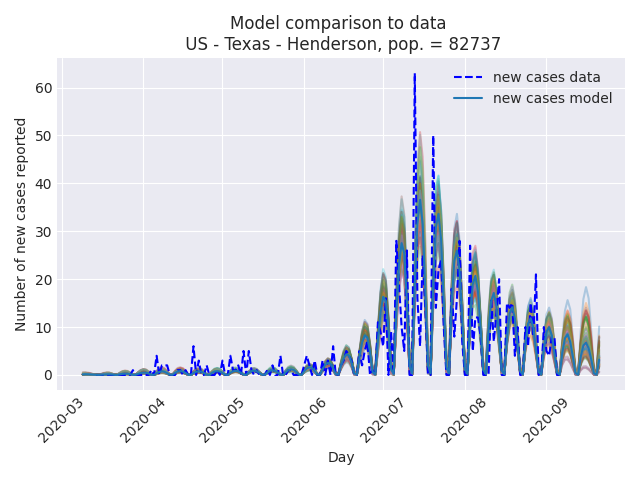 Model comparison to data
US - Texas - Henderson, pop. = 82737
new cases data
new cases model
Number of new cases reported
60
50
40
30
20
10
0
2020-03
2020-04
2020-05
2020-06
2020-07
2020-08
2020-09
Day